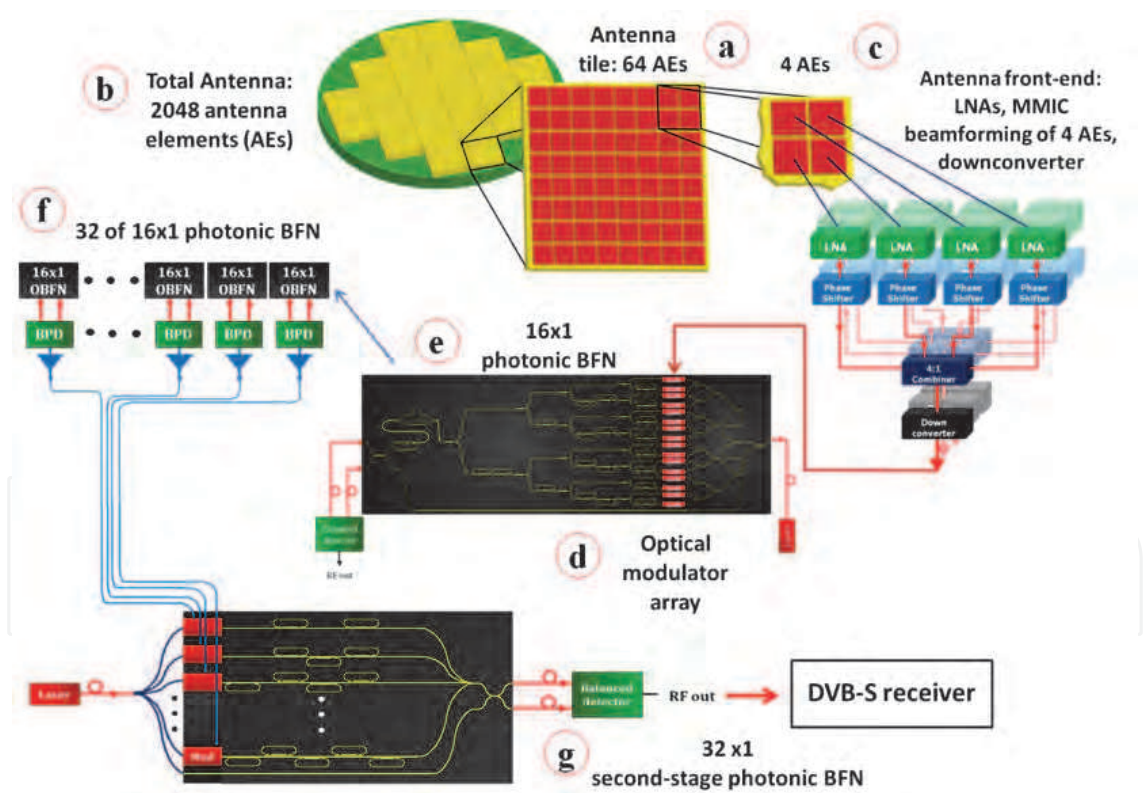 b
Total Antenna:
2048 antenna
elements (AEs)
Antenna
tile: 64 AEs
a
4 AEs
c
Antenna front-end:
LNAs, MMIC
beamforming of 4 AEs,
downconverter
LNA
LNA
LNA
LNA
Phase
Shifter
Phase
Shifter
Phase
Shifter
Phase
Shifter
4:1
Combiner
Down
converter
f
32 of 16x1 photonic BFN
16x1
OBFN
16x1
OBFN
16x1
OBFN
16x1
OBFN
BPD
BPD
BPD
BPD
e
16x1
photonic BFN
RF out
d
Optical
modulator
array
Laser
Mod
Balanced
detector
RF out
DVB-S receiver
g
32 x1
second-stage photonic BFN